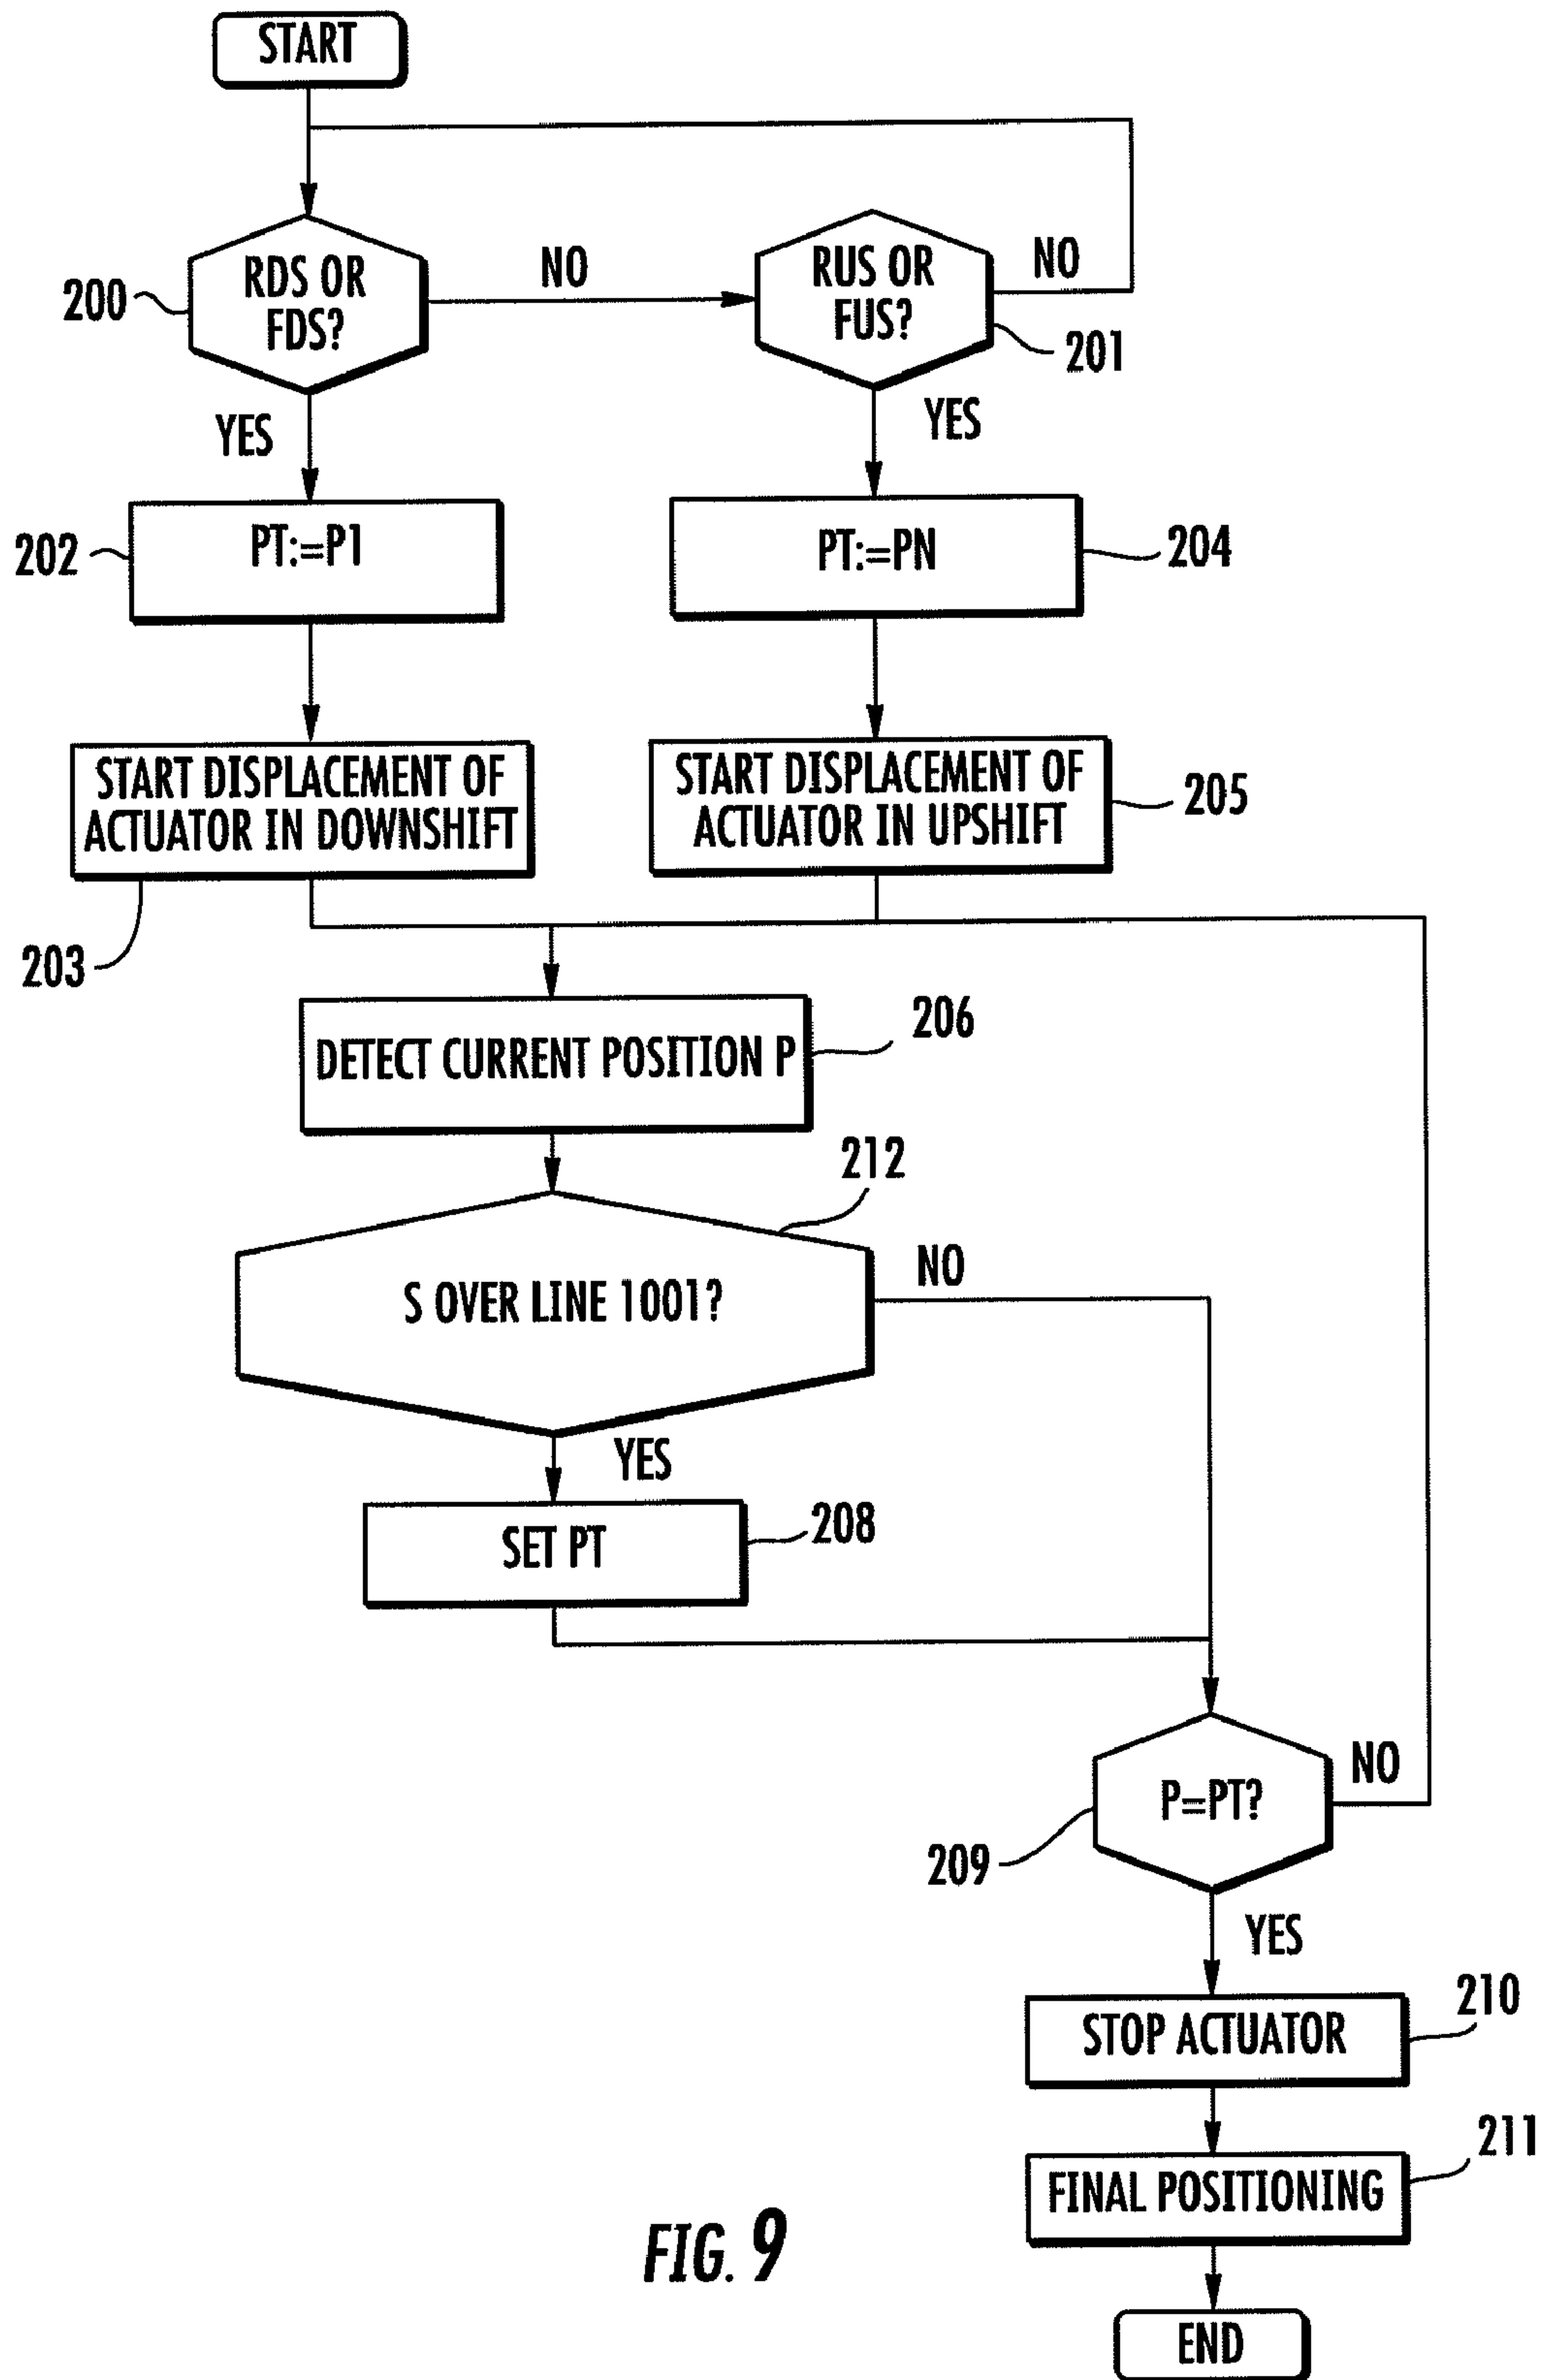 START
200
RDS OR
FDS?
NO
RUS OR
FUS?
NO
201
YES
YES
202
PT:=P1
PT:=PN
204
START DISPLACEMENT OF
ACTUATOR IN DOWNSHIFT
START DISPLACEMENT OF
ACTUATOR IN UPSHIFT
205
203
206
DETECT CURRENT POSITION P
212
S OVER LINE 1001?
NO
YES
SET PT
208
P=PT?
NO
209
YES
STOP ACTUATOR
210
FINAL POSITIONING
211
FIG. 9
END